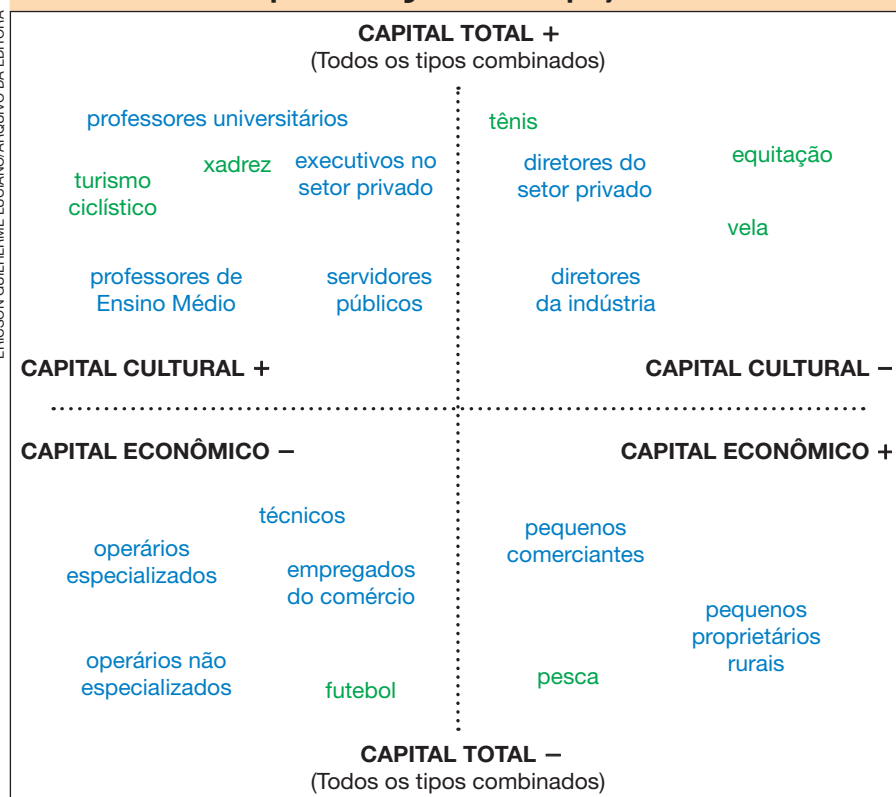 CAPITAL TOTAL +
(Todos os tipos combinados)
professores universitários
tênis
xadrez
executivos no
setor privado
diretores do
setor privado
equitação
turismo
ciclístico
vela
professores de
Ensino Médio
servidores
públicos
diretores
da indústria
CAPITAL CULTURAL +
CAPITAL CULTURAL −
CAPITAL ECONÔMICO −
CAPITAL ECONÔMICO +
técnicos
operários
especializados
empregados
do comércio
pequenos
comerciantes
pequenos
proprietários
rurais
operários não
especializados
futebol
pesca
CAPITAL TOTAL −
(Todos os tipos combinados)